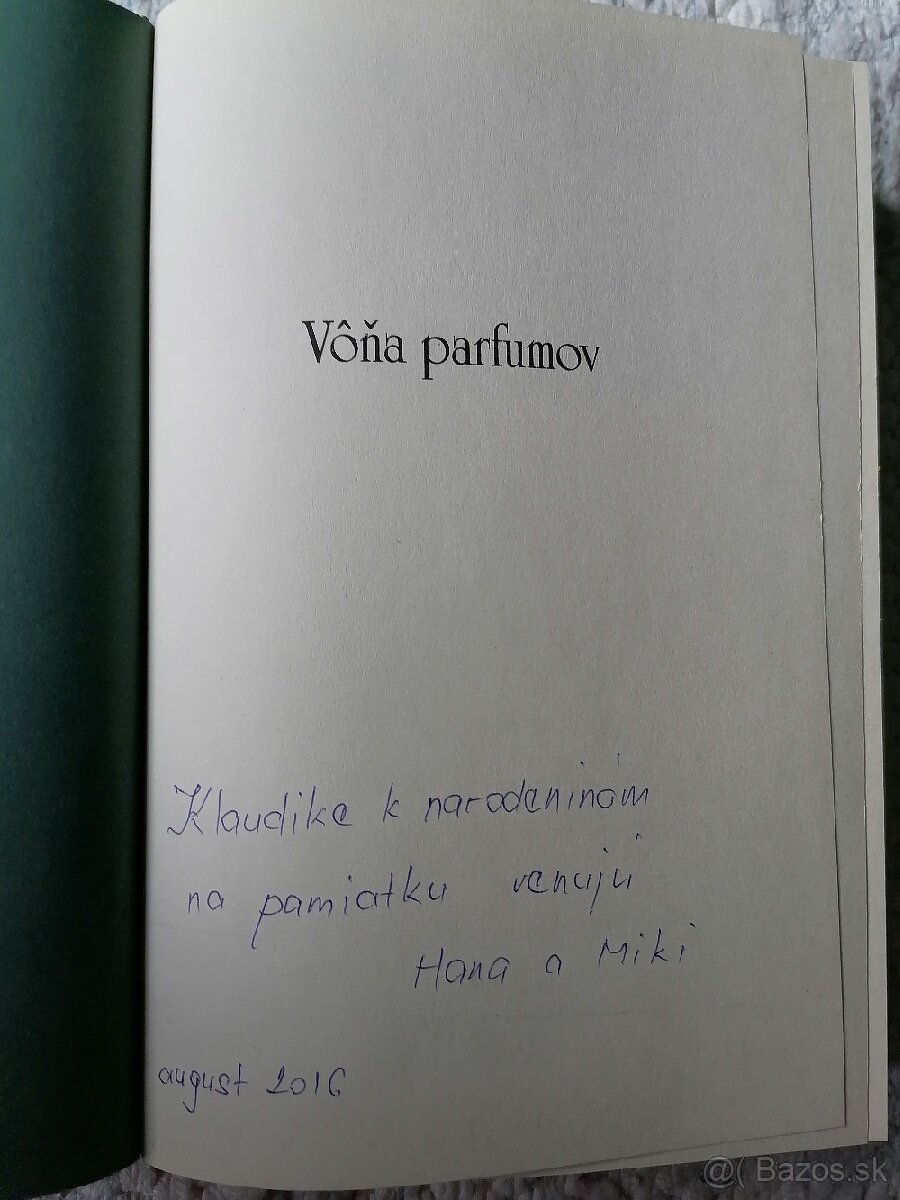 Vôňa parfumov
Klaudike k narodeninám
na pamiatku venujú
Hana a Miki
august 2016
@( Bazos.sk